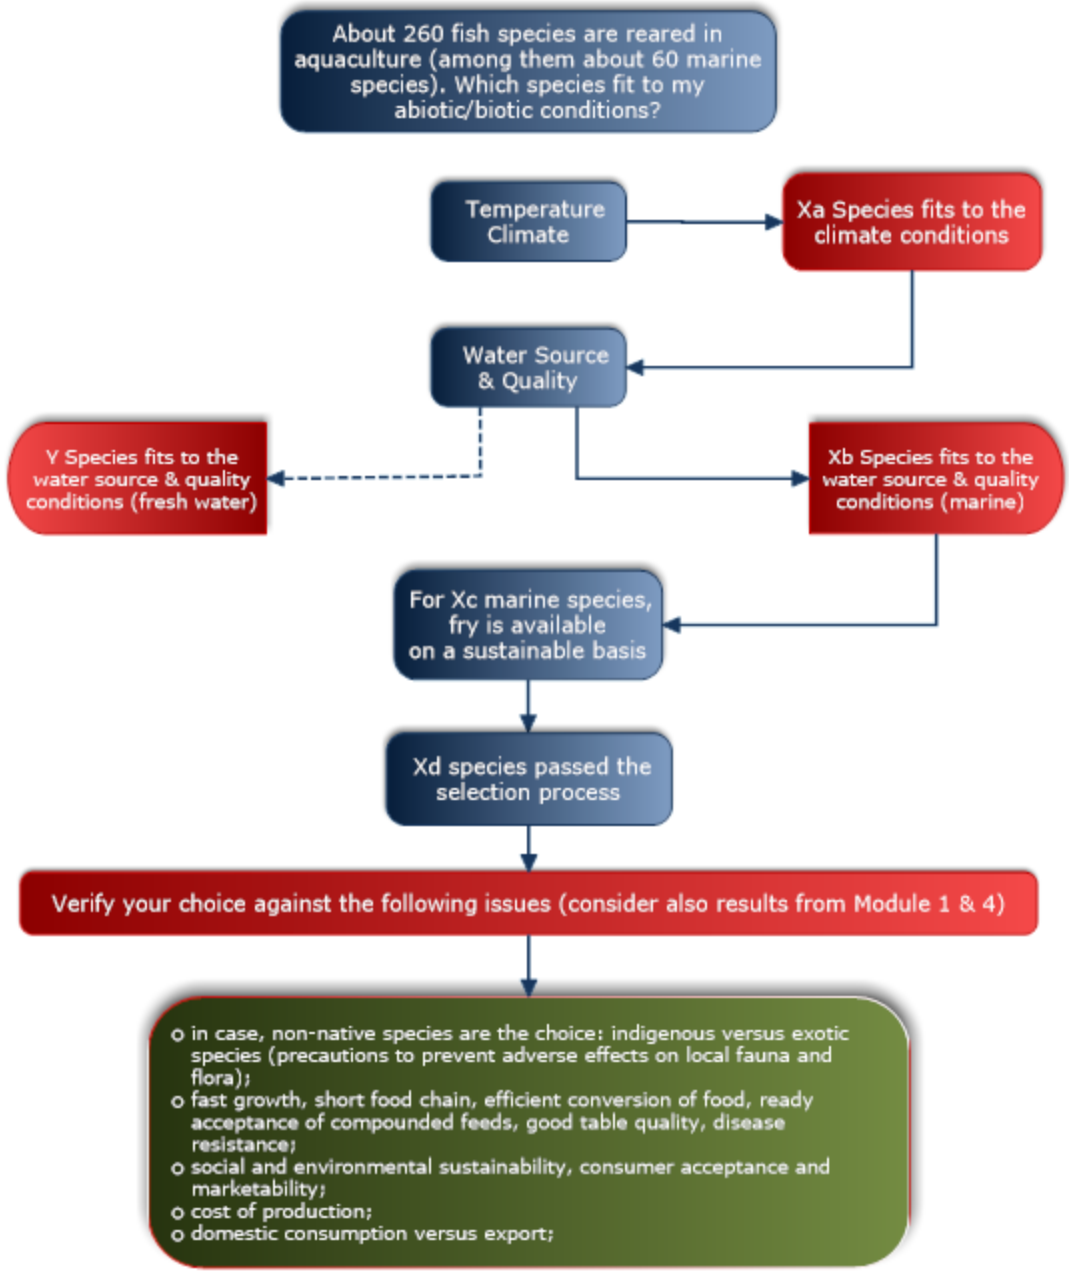 About 260 fish species are reared in
aquaculture (among them about 60 marine
species). Which species fit to my
abiotic/biotic conditions?
Temperature
Climate
Xa Species fits to the
climate conditions
Water Source
& Quality
Y Species fits to the
water source & quality
conditions (fresh water)
Xb Species fits to the
water source & quality
conditions (marine)
For Xc marine species,
fry is available
on a sustainable basis
Xd species passed the
selection process
Verify your choice against the following issues (consider also results from Module 1 & 4)
o in case, non-native species are the choice: indigenous versus exotic
species (precautions to prevent adverse effects on local fauna and
flora);
o fast growth, short food chain, efficient conversion of food, ready
acceptance of compounded feeds, good table quality, disease
resistance;
o social and environmental sustainability, consumer acceptance and
marketability;
o cost of production;
o domestic consumption versus export;